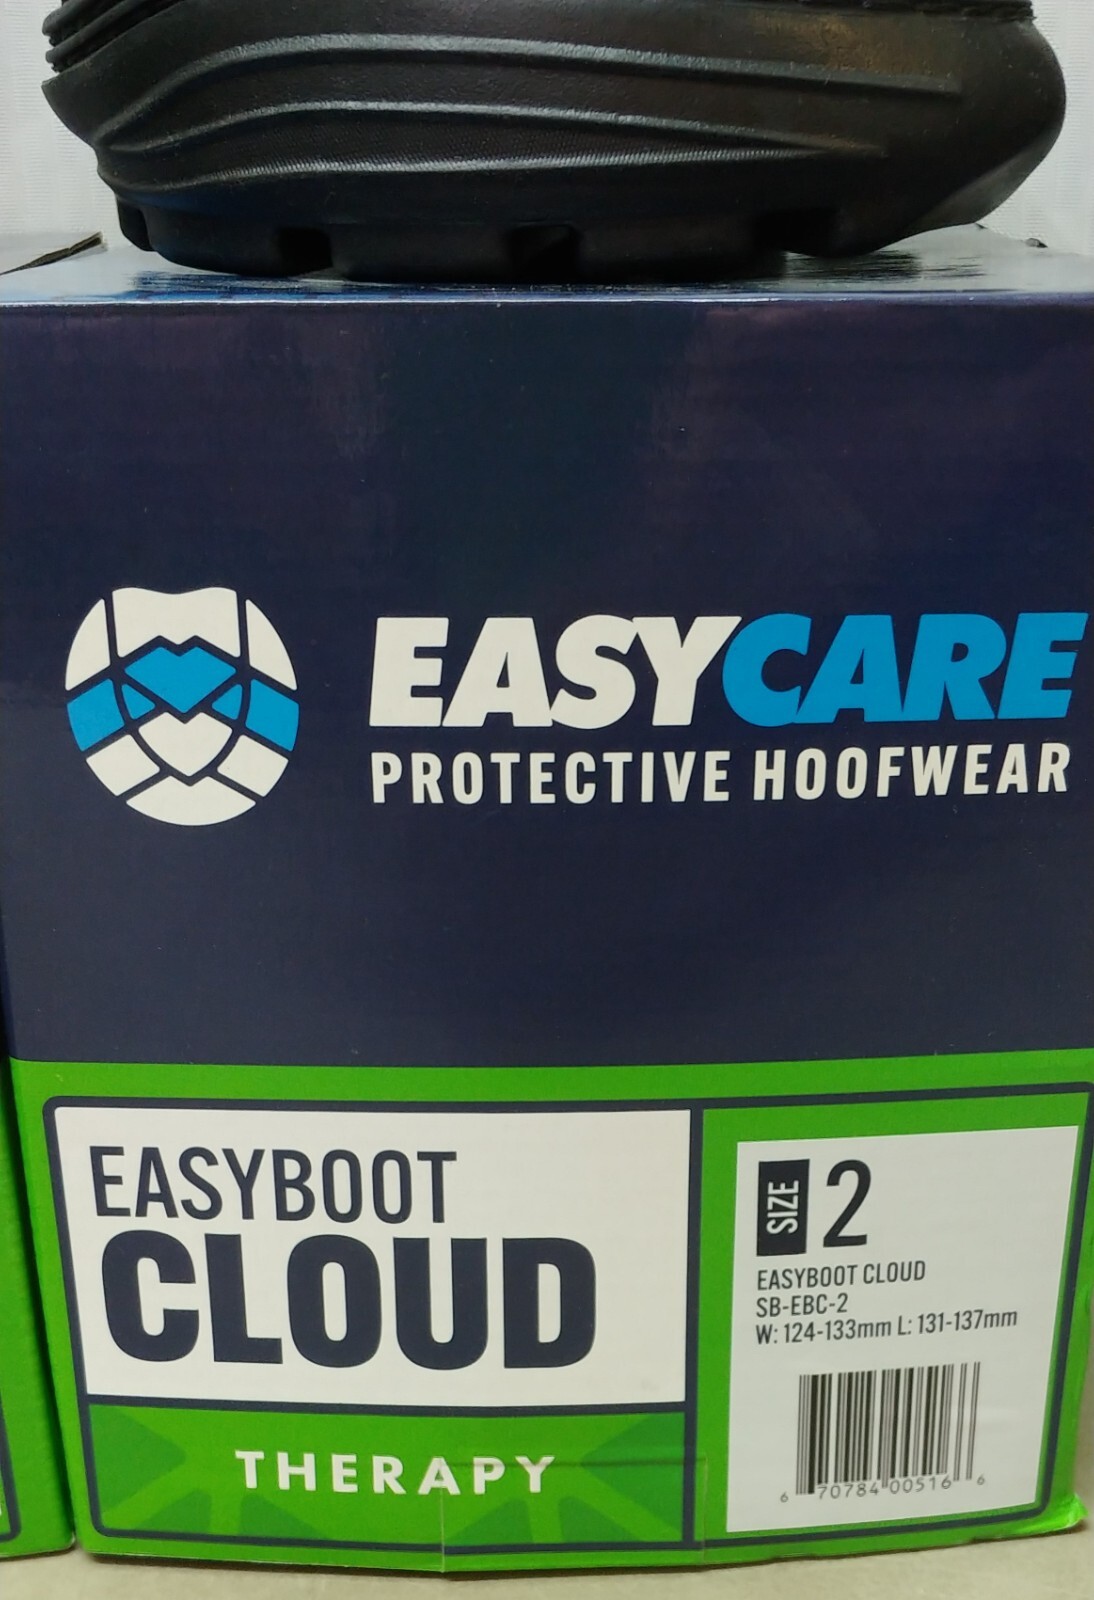 EASYCARE
PROTECTIVE HOOFWEAR
EASYBOOT
CLOUD
THERAPY
SIZE 2
EASYBOOT CLOUD
SB-EBC-2
W: 124-133mm L: 131-137mm
6 70784 00516 6